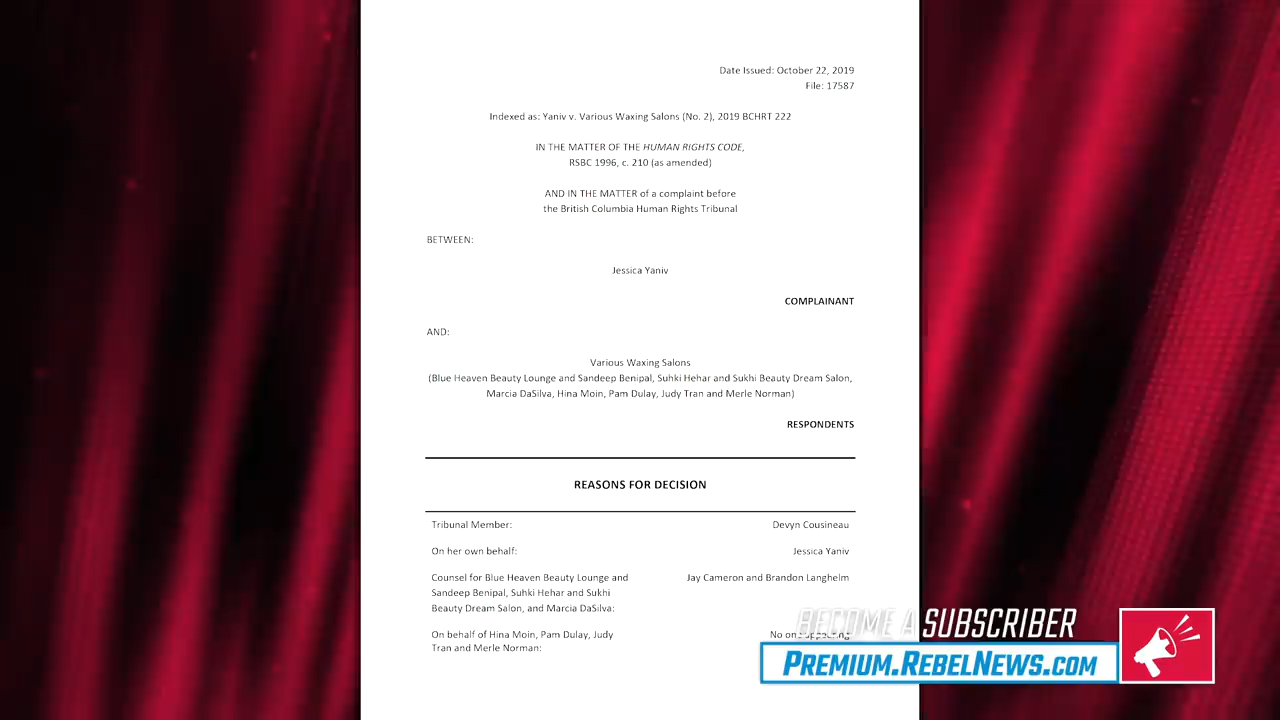 Date Issued: October 22, 2019
File: 17587
Indexed as: Yaniv v. Various Waxing Salons (No. 2), 2019 BCHRT 222
IN THE MATTER OF THE HUMAN RIGHTS CODE,
RSBC 1996, c. 210 (as amended)
AND IN THE MATTER of a complaint before
the British Columbia Human Rights Tribunal
BETWEEN:
Jessica Yaniv
COMPLAINANT
AND:
Various Waxing Salons
(Blue Heaven Beauty Lounge and Sandeep Benipal, Suhki Hehar and Sukhi Beauty Dream Salon,
Marcia DaSilva, Hina Moin, Pam Dulay, Judy Tran and Merle Norman)
RESPONDENTS
REASONS FOR DECISION
Tribunal Member: Devyn Cousineau
On her own behalf: Jessica Yaniv
Counsel for Blue Heaven Beauty Lounge and Jay Cameron and Brandon Langhelm
Sandeep Benipal, Suhki Hehar and Sukhi
Beauty Dream Salon, and Marcia DaSilva:
On behalf of Hina Moin, Pam Dulay, Judy No one appearing
Tran and Merle Norman:
BECOME A SUBSCRIBER
PREMIUM.REBELNEWS.COM